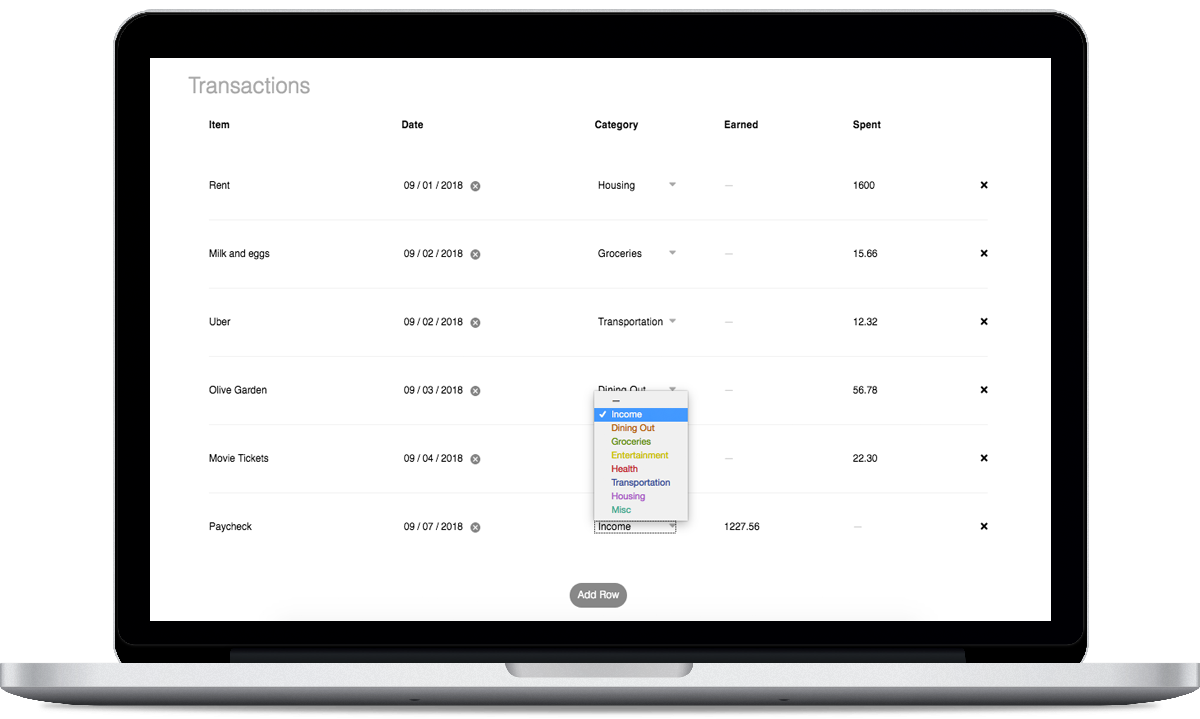 Transactions
Item Date Category Earned Spent
Rent 09 / 01 / 2018 Housing — 1600
Milk and eggs 09 / 02 / 2018 Groceries — 15.66
Uber 09 / 02 / 2018 Transportation — 12.32
Olive Garden 09 / 03 / 2018 Dining Out — 56.78
—
✓ Income
Dining Out
Groceries
Entertainment
Health
Transportation
Housing
Misc
Movie Tickets 09 / 04 / 2018 — 22.30
Paycheck 09 / 07 / 2018 Income 1227.56 —
Add Row